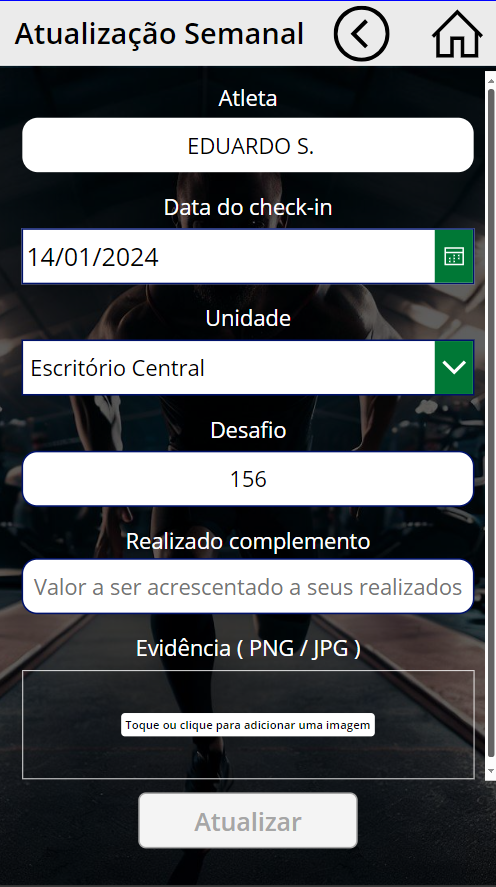 Atualização Semanal
Atleta
EDUARDO S.
Data do check-in
14/01/2024
Unidade
Escritório Central
Desafio
156
Realizado complemento
Valor a ser acrescentado a seus realizados
Evidência ( PNG / JPG )
Toque ou clique para adicionar uma imagem
Atualizar